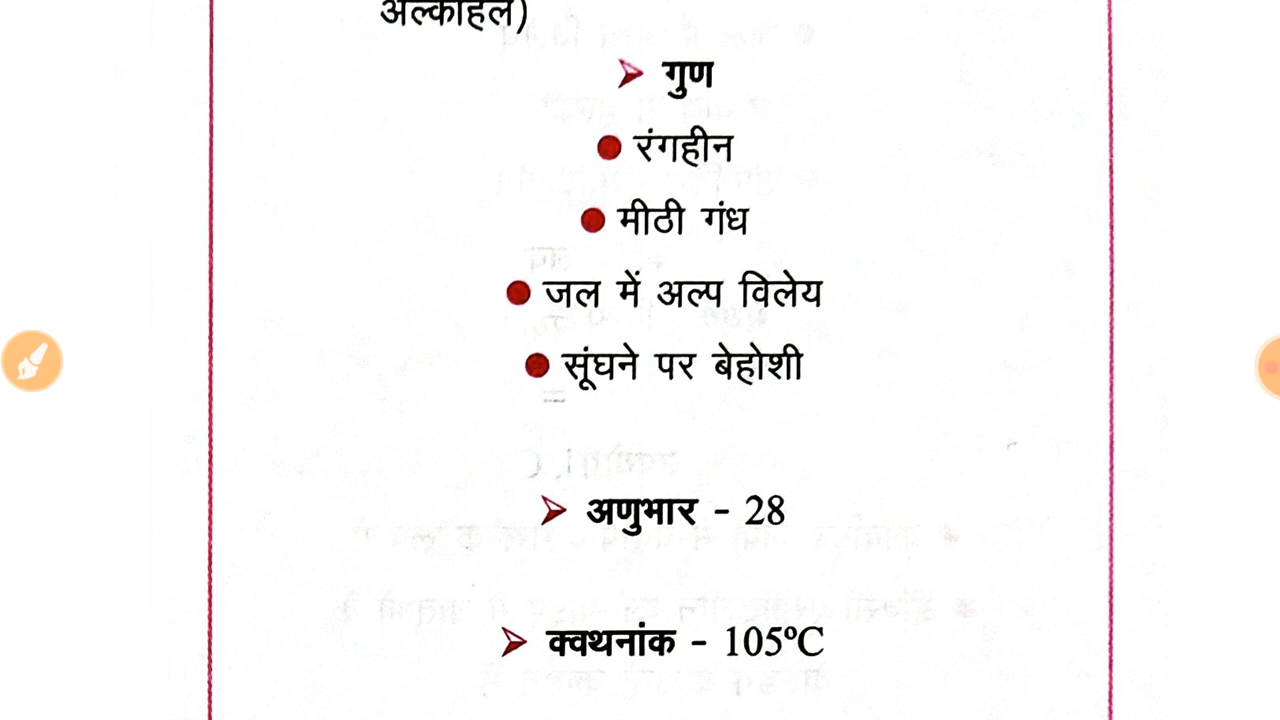 अल्कोहल)
➢ गुण
● रंगहीन
● मीठी गंध
● जल में अल्प विलेय
● सूंघने पर बेहोशी
➢ अणुभार - 28
➢ क्वथनांक - 105ºC